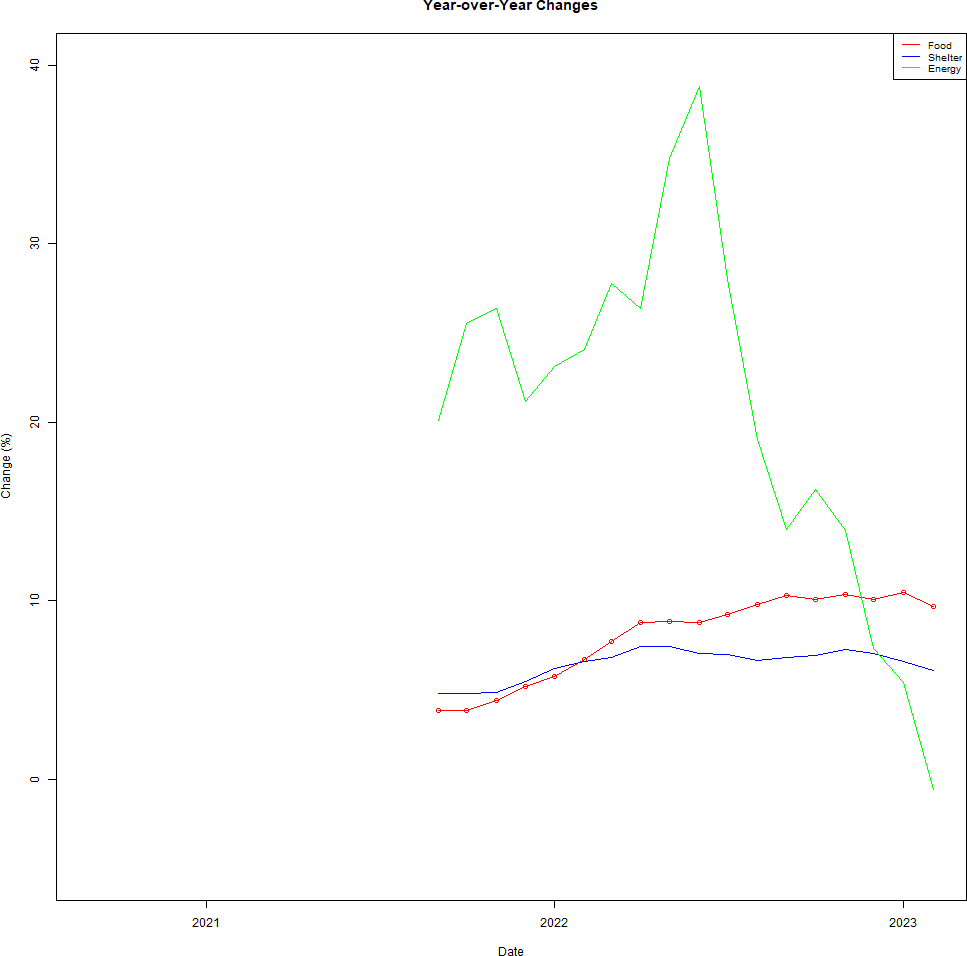 Year-over-Year Changes
Food
Shelter
Energy
40
30
20
10
0
Change (%)
2021
2022
2023
Date